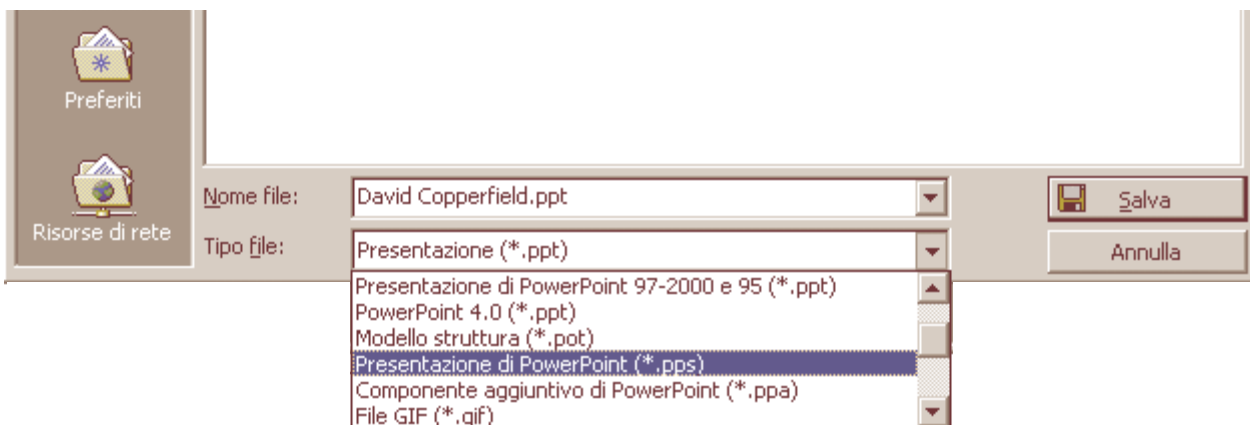 Preferiti
Risorse di rete
Nome file:
David Copperfield.ppt
Salva
Tipo file:
Presentazione (*.ppt)
Annulla
Presentazione di PowerPoint 97-2000 e 95 (*.ppt)
PowerPoint 4.0 (*.ppt)
Modello struttura (*.pot)
Presentazione di PowerPoint (*.pps)
Componente aggiuntivo di PowerPoint (*.ppa)
File GIF (*.gif)